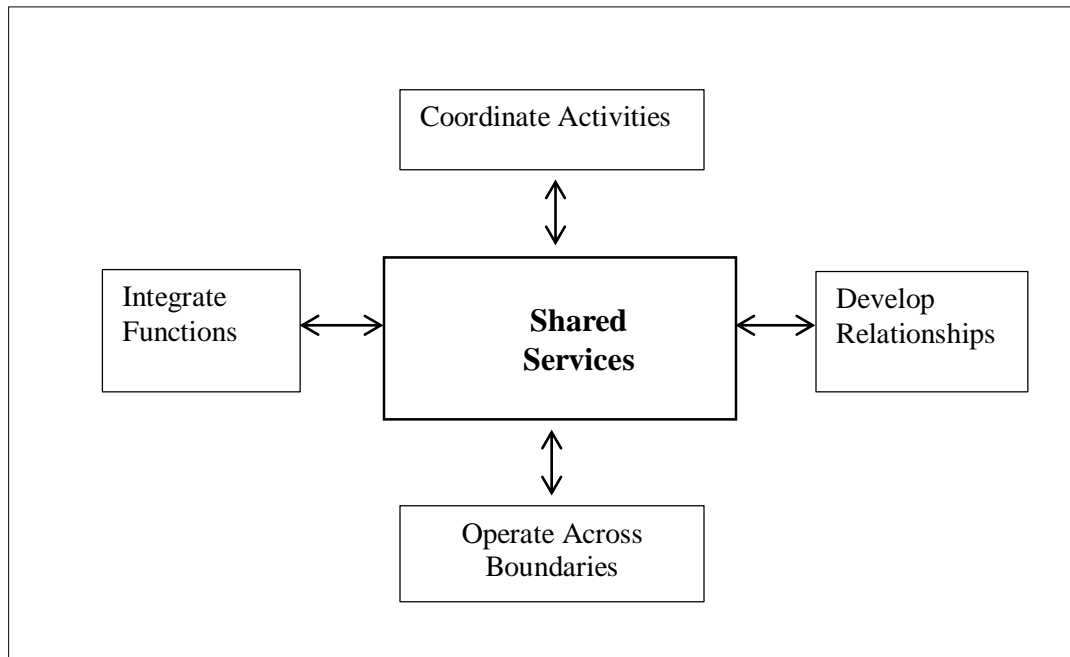 Coordinate Activities
Integrate
Functions
Shared
Services
Develop
Relationships
Operate Across
Boundaries